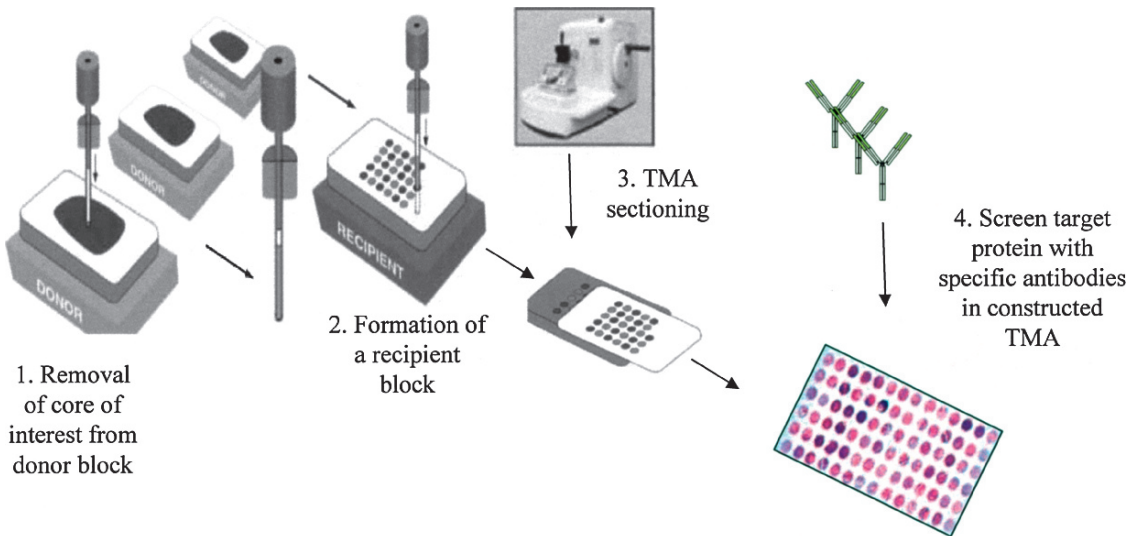 DONOR
DONOR
DONOR
RECIPIENT
1. Removal
of core of
interest from
donor block
2. Formation of
a recipient
block
3. TMA
sectioning
4. Screen target
protein with
specific antibodies
in constructed
TMA